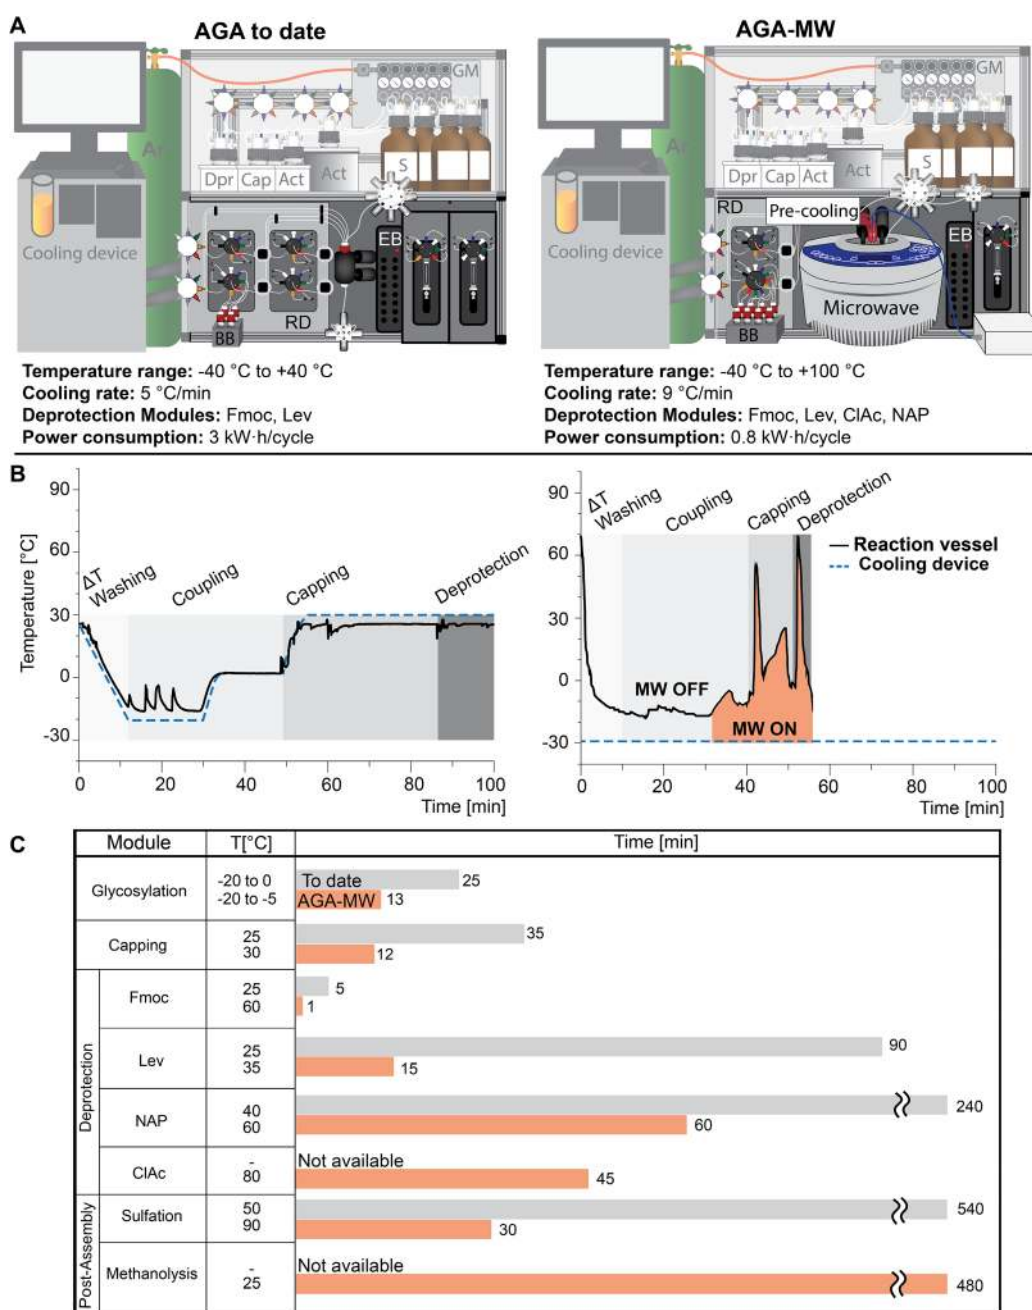 A
AGA to date
AGA-MW
GM
Ar
Dpr Cap Act Act S
Cooling device
EB
RD
BB
GM
Ar
Dpr Cap Act Act S
RD
Pre-cooling
Cooling device
EB
Microwave
BB
Temperature range: -40 °C to +40 °C
Cooling rate: 5 °C/min
Deprotection Modules: Fmoc, Lev
Power consumption: 3 kW·h/cycle
Temperature range: -40 °C to +100 °C
Cooling rate: 9 °C/min
Deprotection Modules: Fmoc, Lev, ClAc, NAP
Power consumption: 0.8 kW·h/cycle
B
Temperature [°C]
90
60
30
0
-30
ΔT
Washing
Coupling
Capping
Deprotection
0 20 40 60 80 100
Time [min]
90
60
30
0
-30
ΔT
Washing
Coupling
Capping
Deprotection
Reaction vessel
Cooling device
MW OFF
MW ON
0 20 40 60 80 100
Time [min]
C
Module T[°C] Time [min]
Glycosylation
-20 to 0 To date 25
-20 to -5 AGA-MW 13
Capping
25 35
30 12
Deprotection
Fmoc
25 5
60 1
Lev
25 90
35 15
NAP
40 240
60 60
ClAc
- Not available
80 45
Post-Assembly
Sulfation
50 540
90 30
Methanolysis
- Not available
25 480